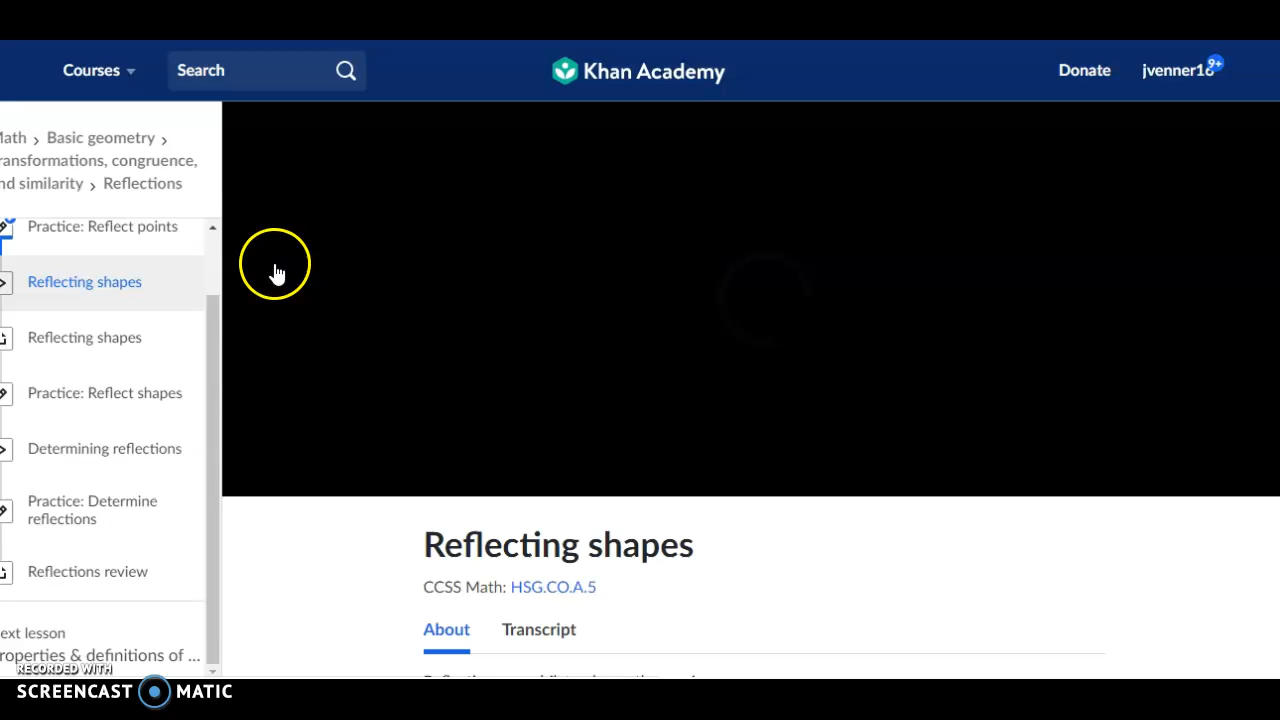 Courses
Search
Khan Academy
Donate
jvenner16
9+
ath > Basic geometry >
ransformations, congruence,
nd similarity > Reflections
Practice: Reflect points
Reflecting shapes
Reflecting shapes
Practice: Reflect shapes
Determining reflections
Practice: Determine
reflections
Reflections review
ext lesson
roperties & definitions of ...
Reflecting shapes
CCSS Math: HSG.CO.A.5
About
Transcript
RECORDED WITH
SCREENCAST MATIC